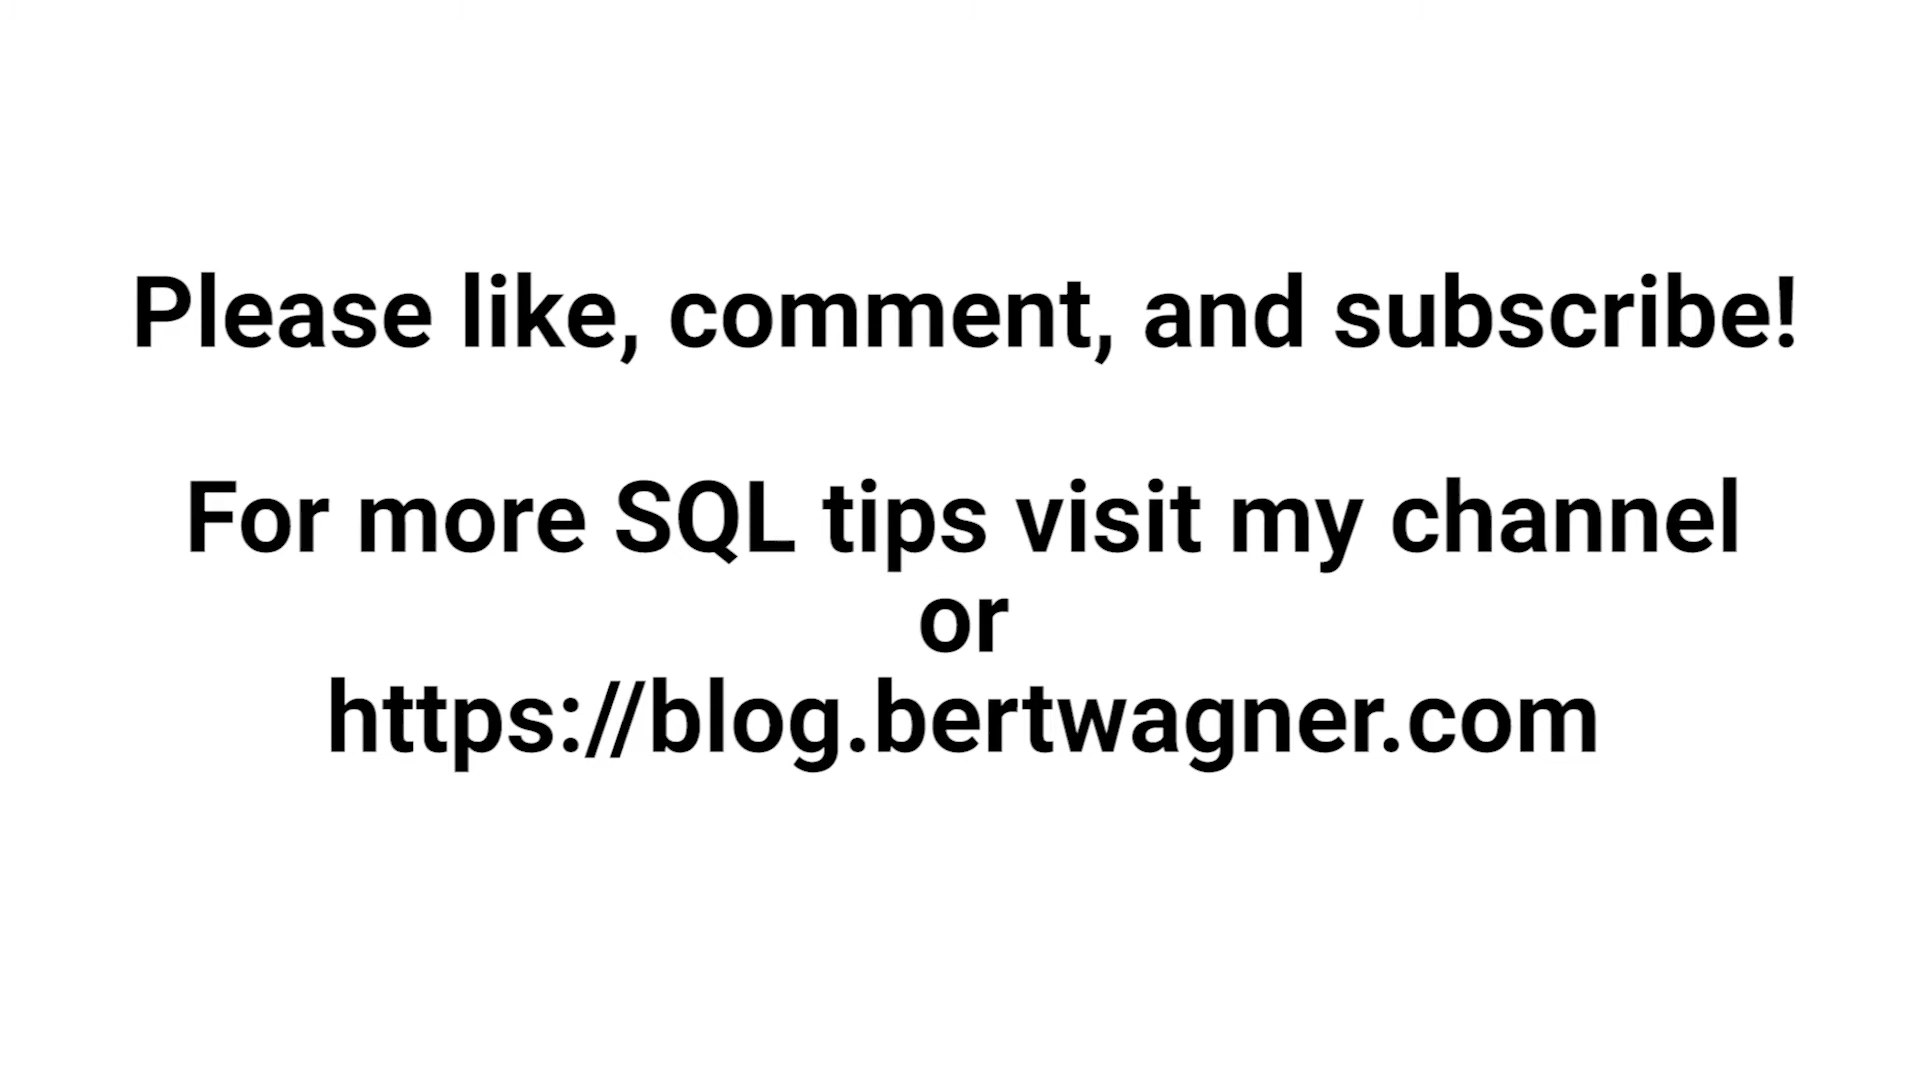 Please like, comment, and subscribe!
For more SQL tips visit my channel
or
https://blog.bertwagner.com